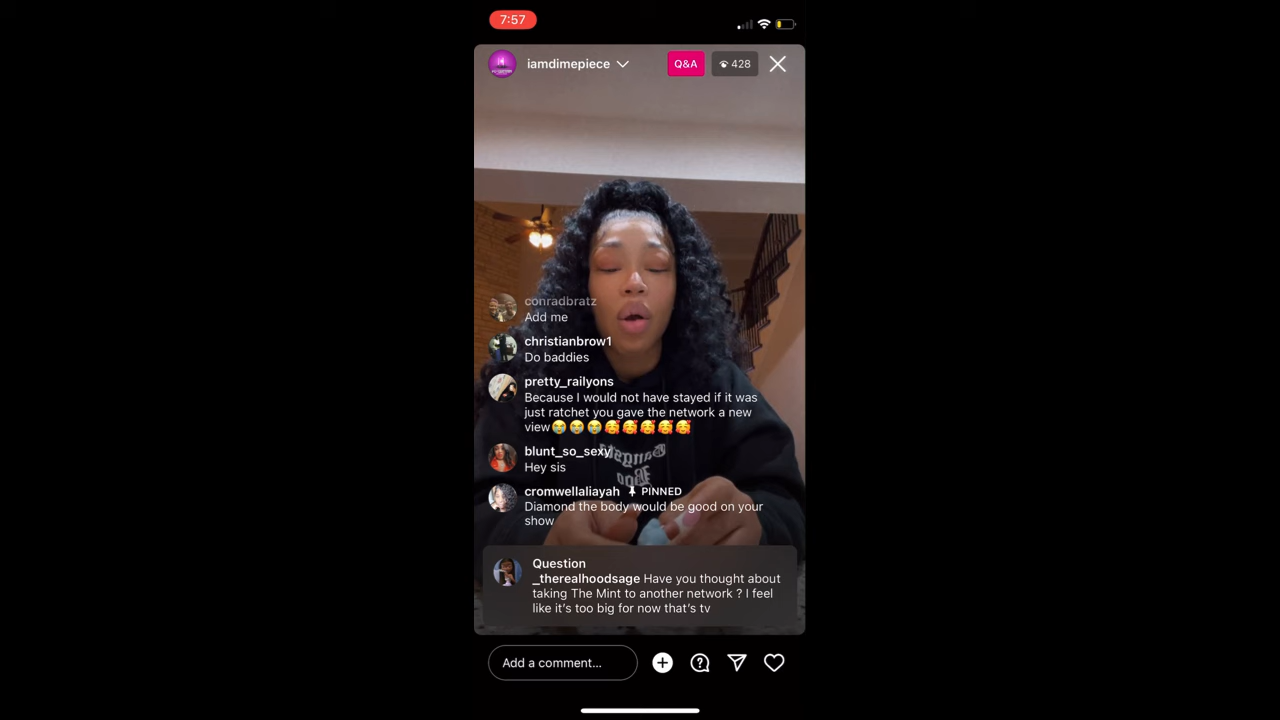 7:57
iamdimepiece
Q&A
428
conradbratz
Add me
christianbrow1
Do baddies
pretty_railyons
Because I would not have stayed if it was
just ratchet you gave the network a new
view😭😭😭🥰🥰🥰🥰🥰
blunt_so_sexy
Hey sis
cromwellaliayah PINNED
Diamond the body would be good on your
show
Question
_therealhoodsage Have you thought about
taking The Mint to another network ? I feel
like it's too big for now that's tv
Add a comment...